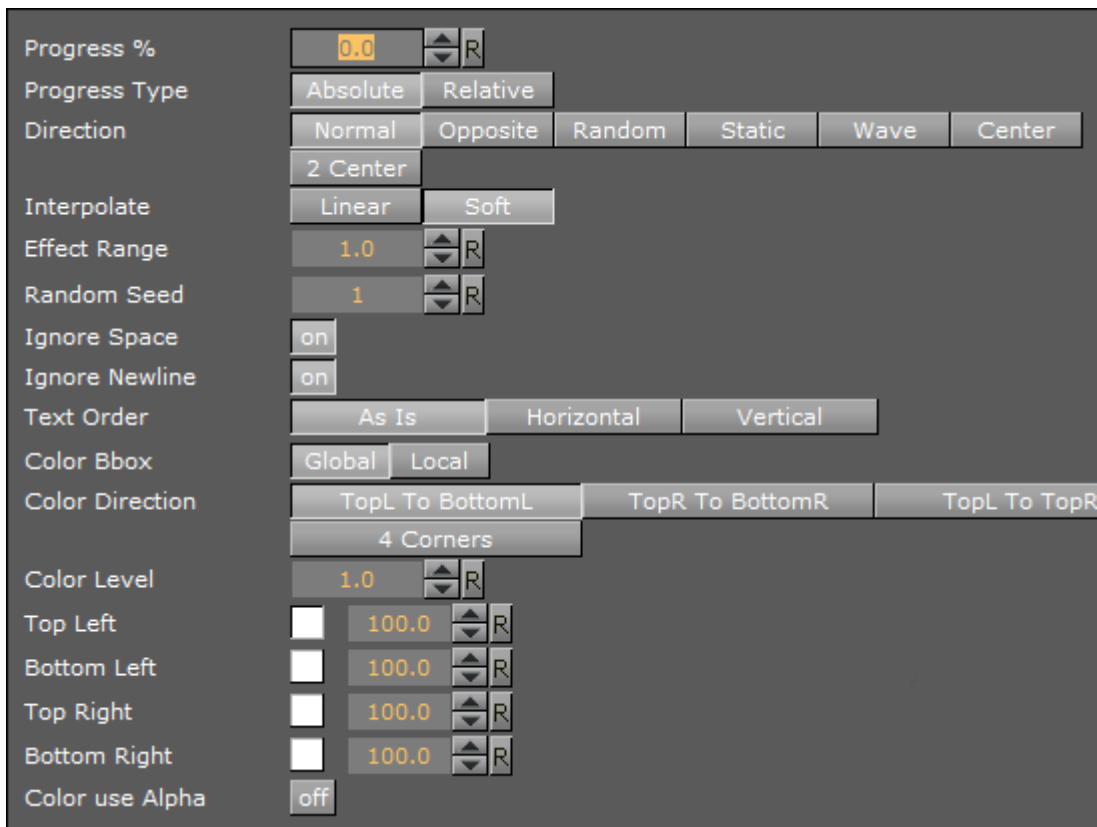 Progress % 0.0 R
Progress Type Absolute Relative
Direction Normal Opposite Random Static Wave Center
2 Center
Interpolate Linear Soft
Effect Range 1.0 R
Random Seed 1 R
Ignore Space on
Ignore Newline on
Text Order As Is Horizontal Vertical
Color Bbox Global Local
Color Direction TopL To BottomL TopR To BottomR TopL To TopR
4 Corners
Color Level 1.0 R
Top Left 100.0 R
Bottom Left 100.0 R
Top Right 100.0 R
Bottom Right 100.0 R
Color use Alpha off